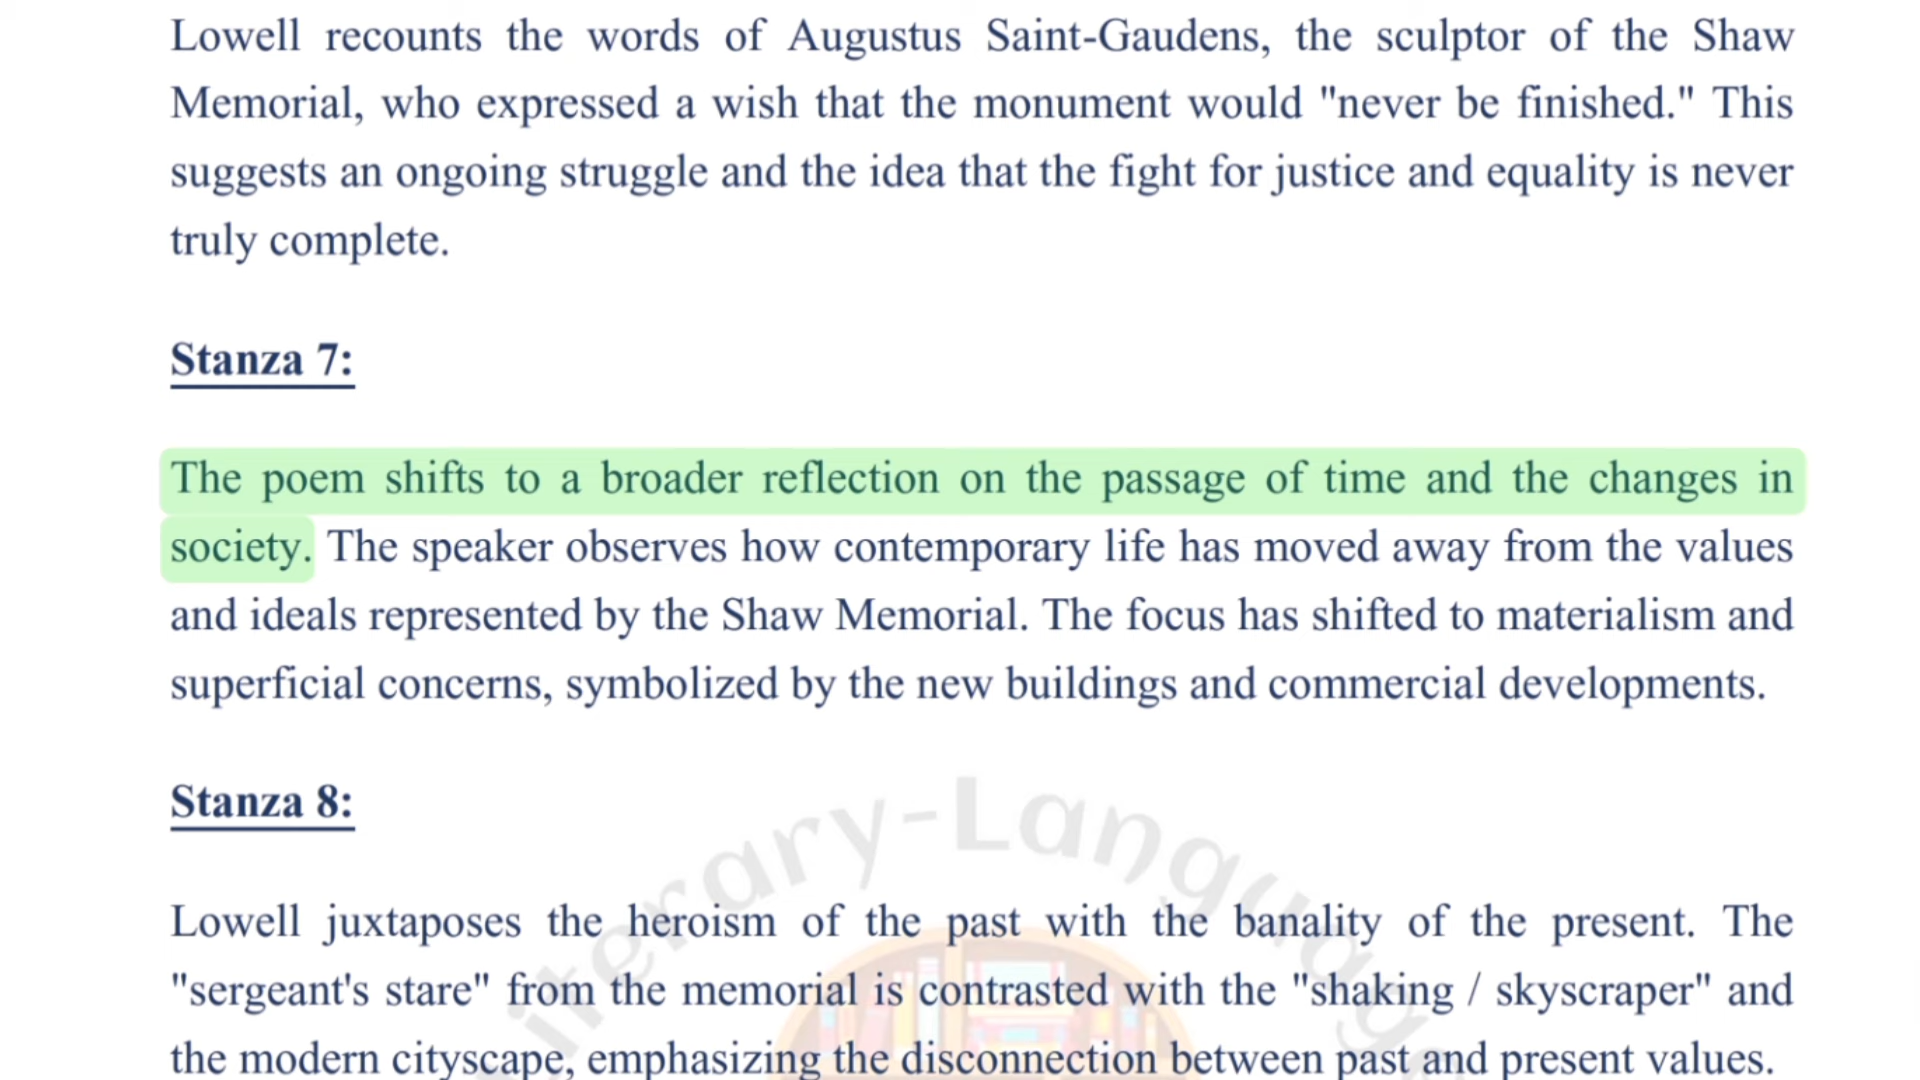 Lowell recounts the words of Augustus Saint-Gaudens, the sculptor of the Shaw
Memorial, who expressed a wish that the monument would "never be finished." This
suggests an ongoing struggle and the idea that the fight for justice and equality is never
truly complete.
Stanza 7:
The poem shifts to a broader reflection on the passage of time and the changes in
society. The speaker observes how contemporary life has moved away from the values
and ideals represented by the Shaw Memorial. The focus has shifted to materialism and
superficial concerns, symbolized by the new buildings and commercial developments.
Stanza 8:
Lowell juxtaposes the heroism of the past with the banality of the present. The
"sergeant's stare" from the memorial is contrasted with the "shaking / skyscraper" and
the modern cityscape, emphasizing the disconnection between past and present values.